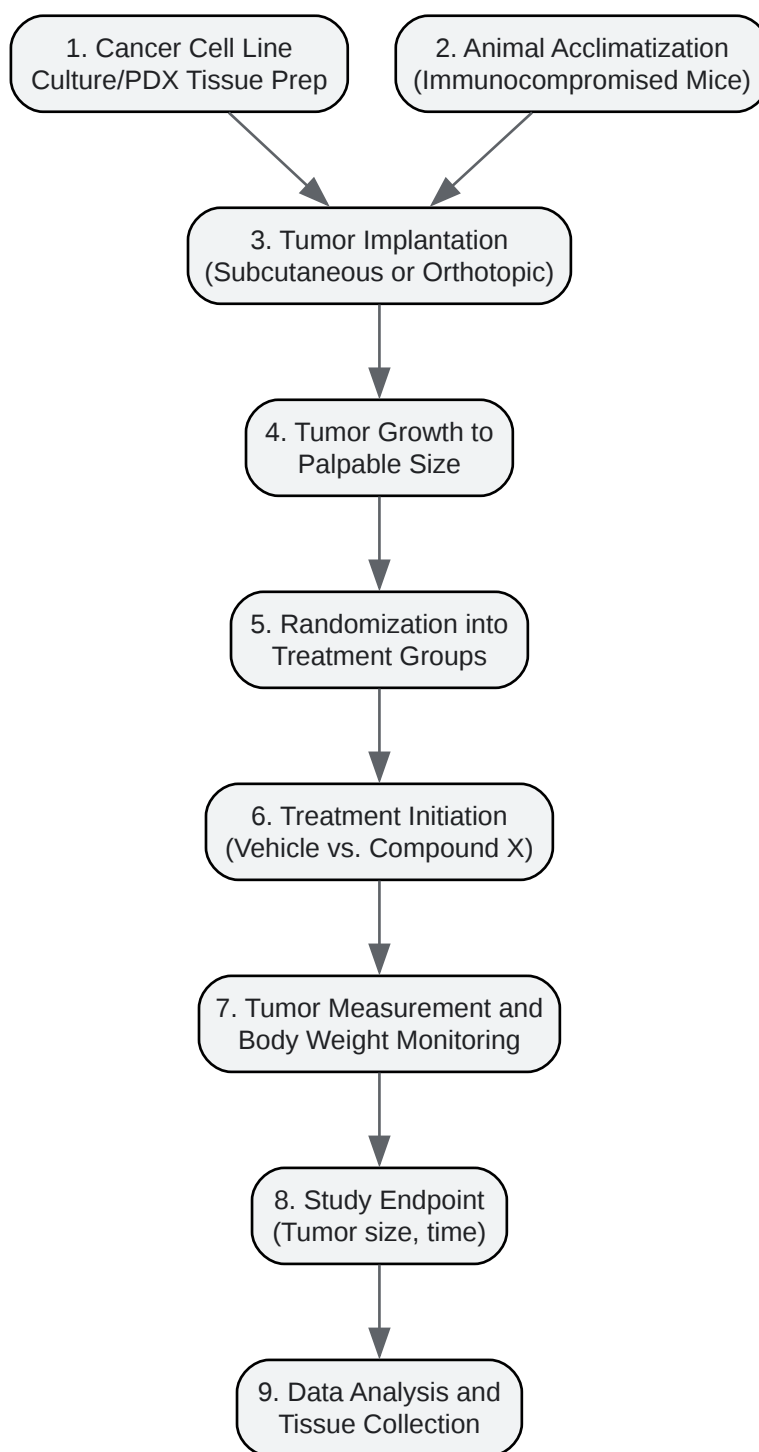 1. Cancer Cell Line
Culture/PDX Tissue Prep
2. Animal Acclimatization
(Immunocompromised Mice)
3. Tumor Implantation
(Subcutaneous or Orthotopic)
4. Tumor Growth to
Palpable Size
5. Randomization into
Treatment Groups
6. Treatment Initiation
(Vehicle vs. Compound X)
7. Tumor Measurement and
Body Weight Monitoring
8. Study Endpoint
(Tumor size, time)
9. Data Analysis and
Tissue Collection